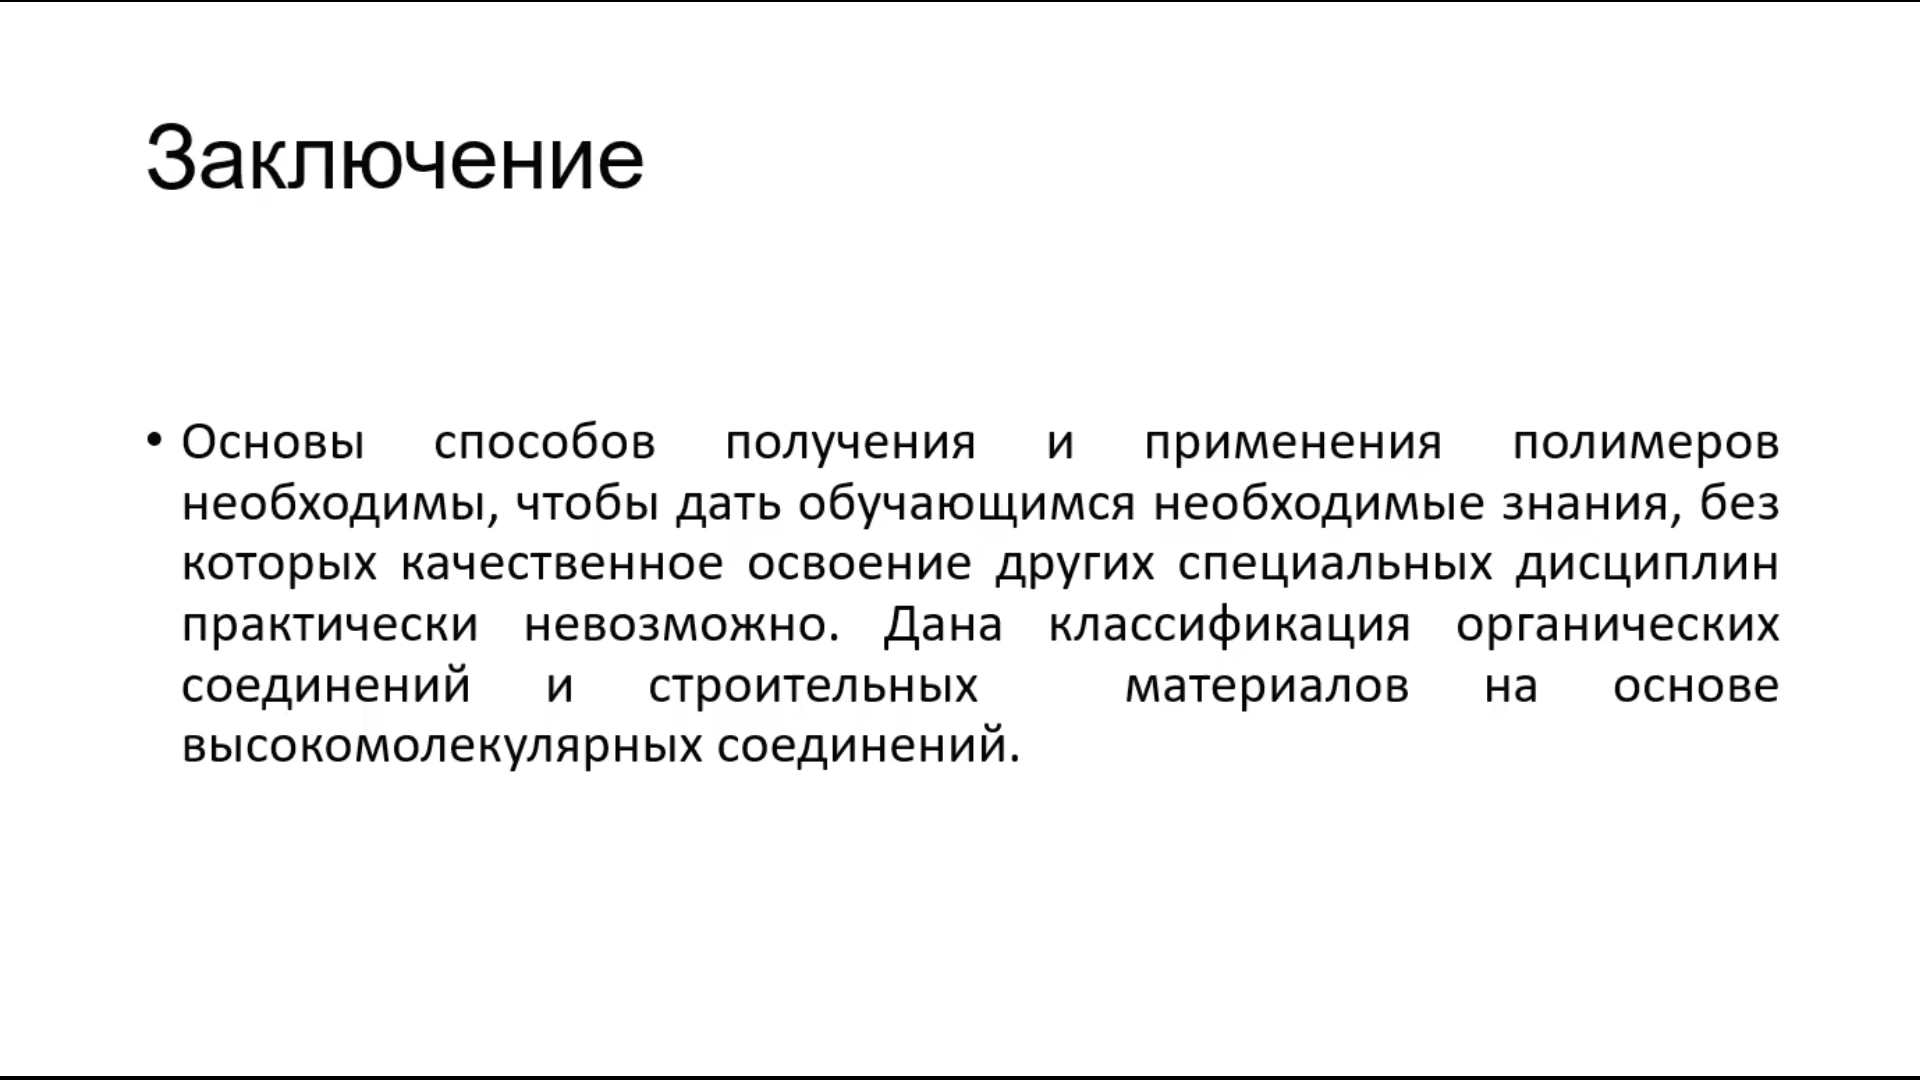 Заключение
• Основы способов получения и применения полимеров
необходимы, чтобы дать обучающимся необходимые знания, без
которых качественное освоение других специальных дисциплин
практически невозможно. Дана классификация органических
соединений и строительных материалов на основе
высокомолекулярных соединений.